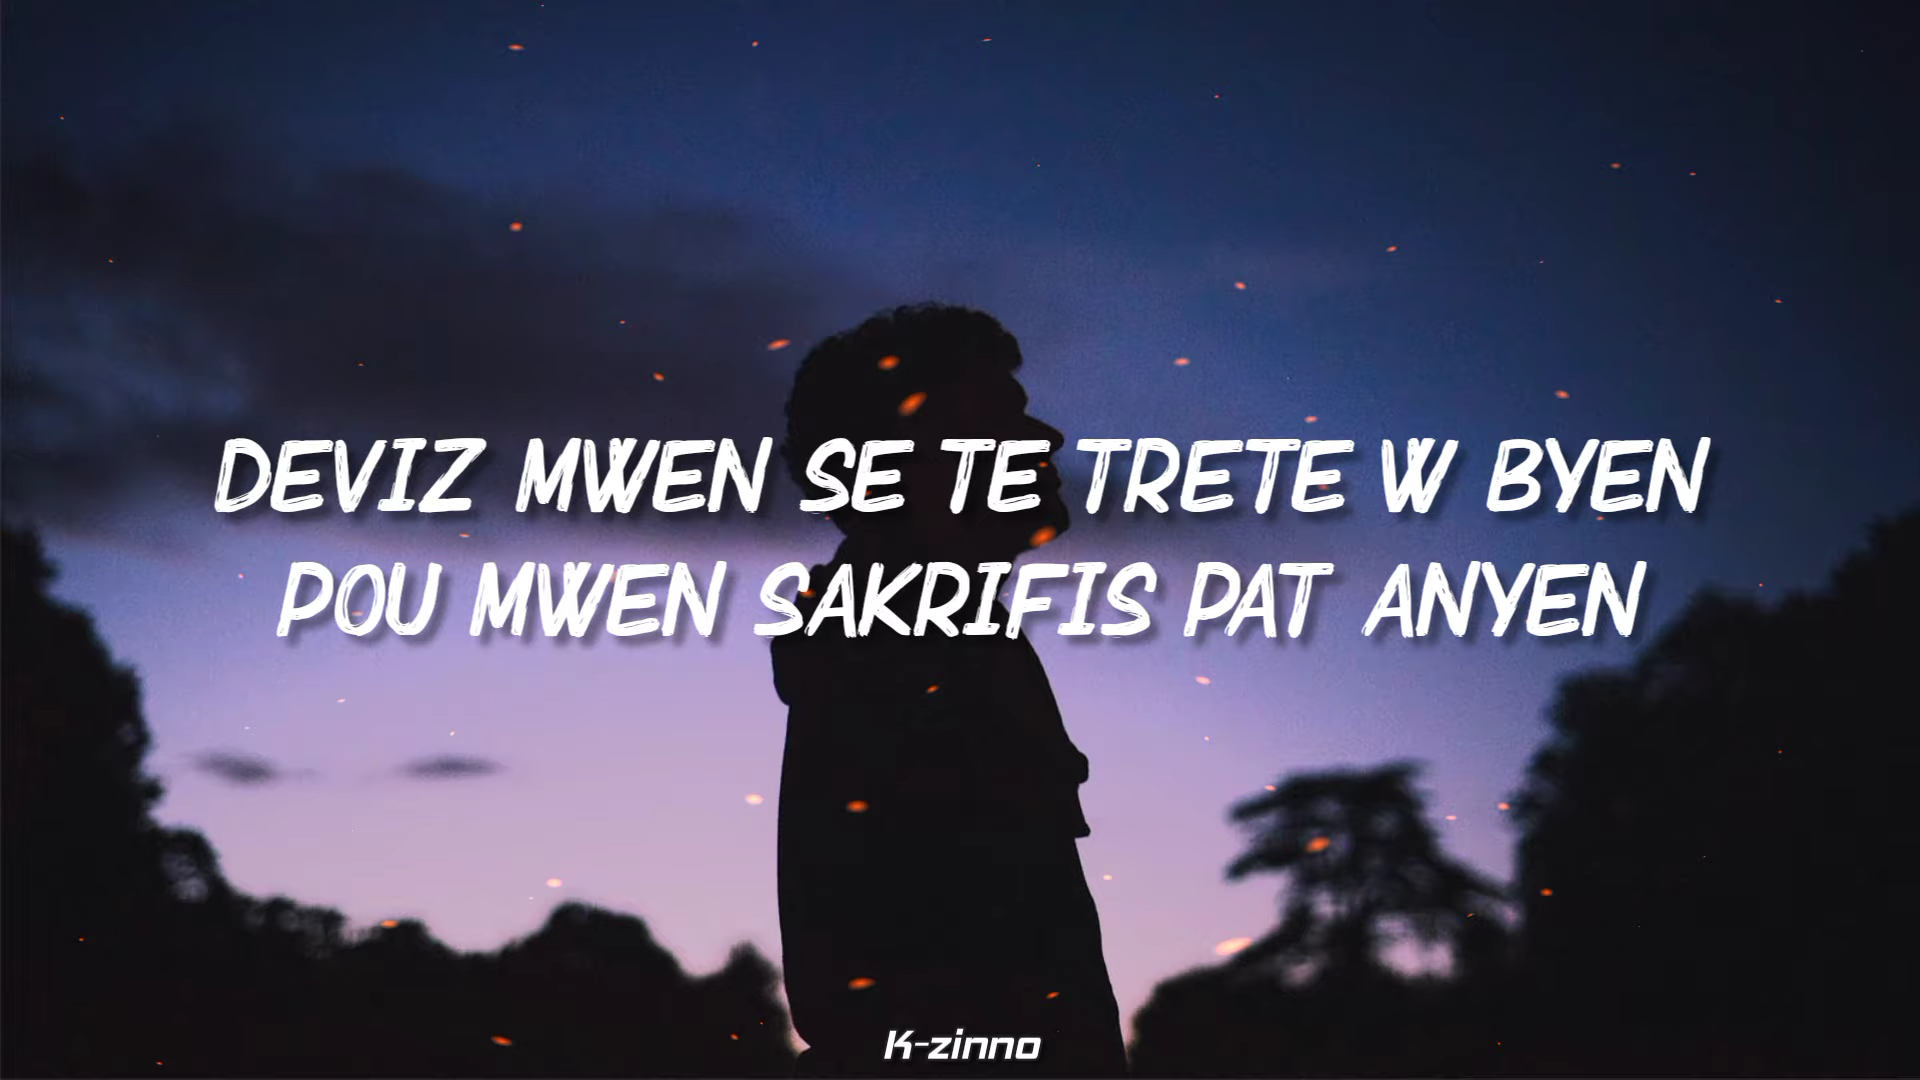 DEVIZ MWEN SE TE TRETE W BYEN
POU MWEN SAKRIFIS PAT ANYEN
K-zinno